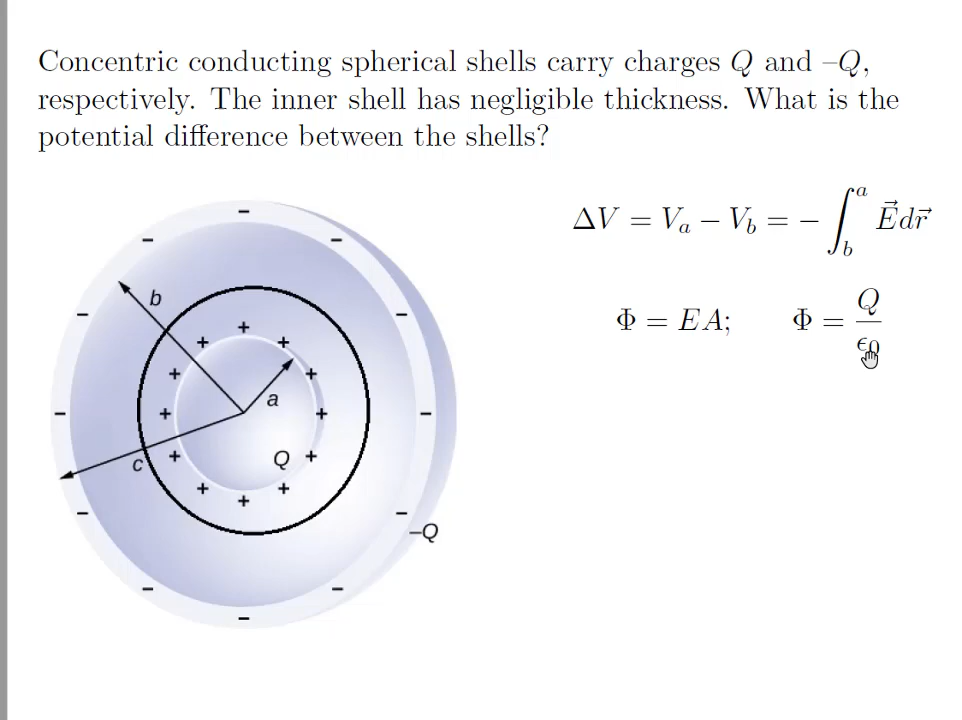 Concentric conducting spherical shells carry charges Q and –Q,
respectively. The inner shell has negligible thickness. What is the
potential difference between the shells?
ΔV = Vₐ − V_b = − ∫_b^a E⃗dr⃗
Φ = EA; Φ = Q/ϵ₀
b
a
c
Q
–Q